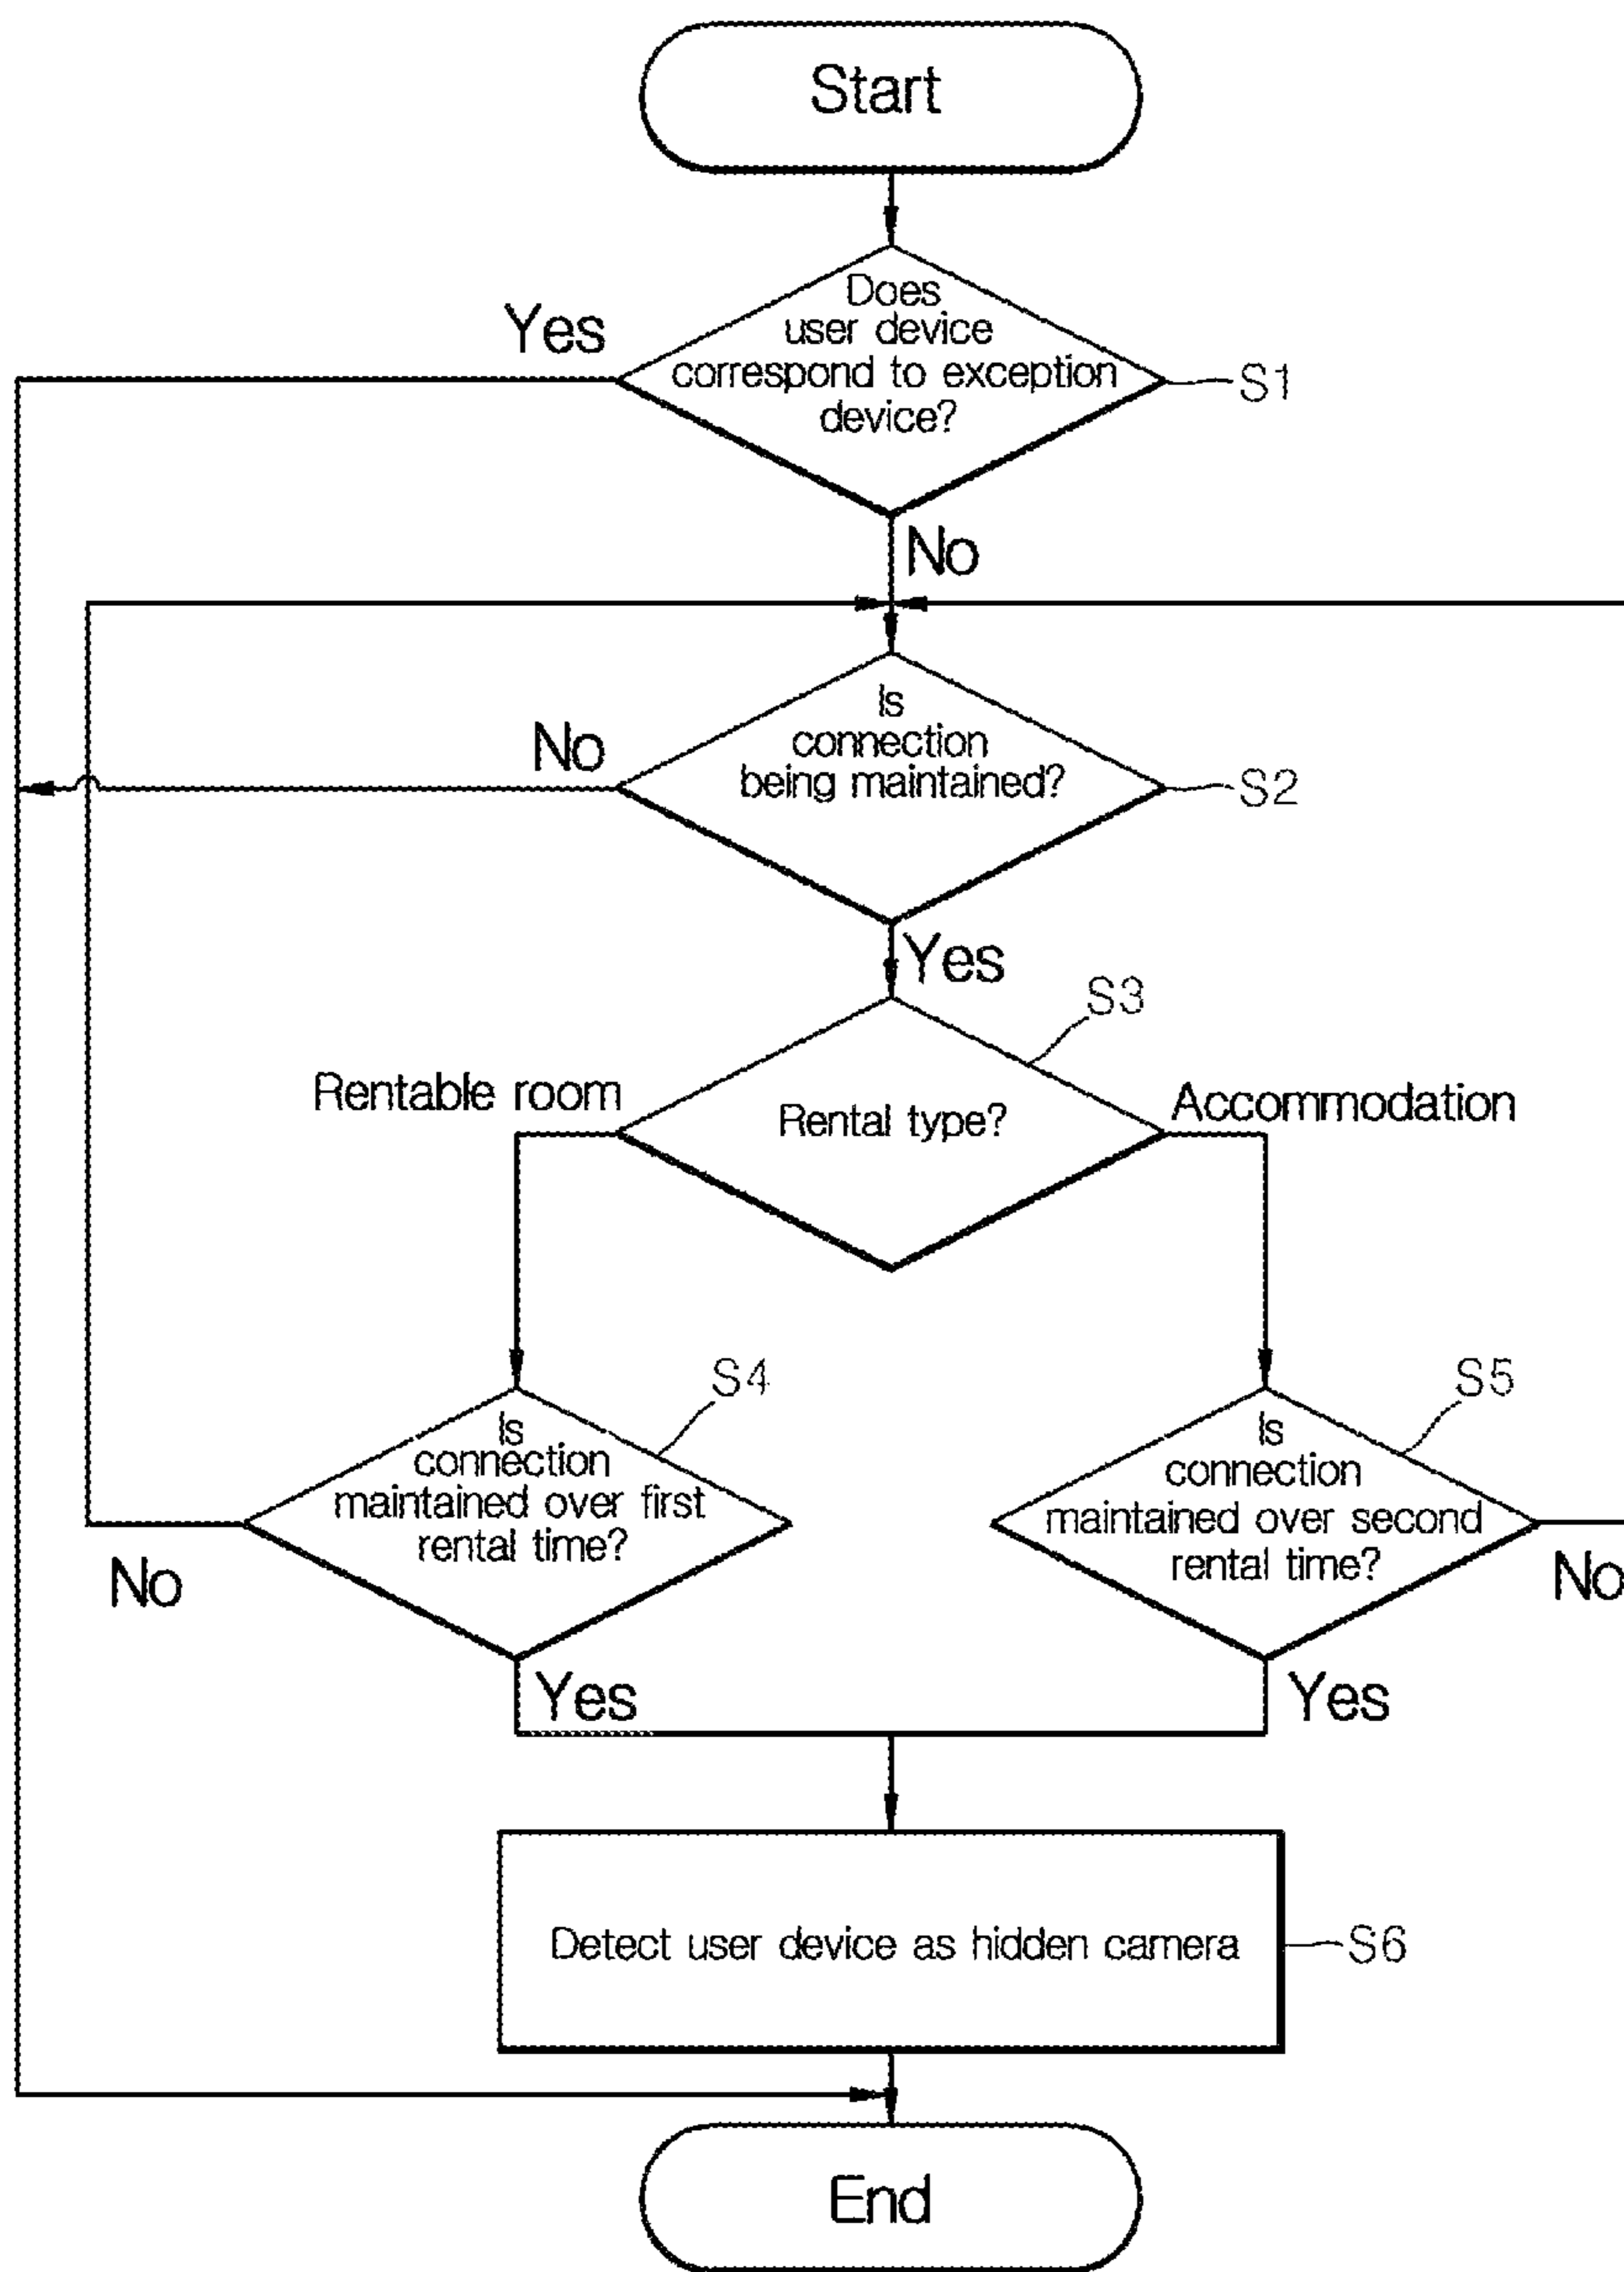 Start
Does
user device
correspond to exception
device?
Yes
S1
No
Is
connection
being maintained?
No
S2
Yes
S3
Rental type?
Rentable room
Accommodation
S4
Is
connection
maintained over first
rental time?
No
Yes
S5
Is
connection
maintained over second
rental time?
No
Yes
Detect user device as hidden camera
S6
End